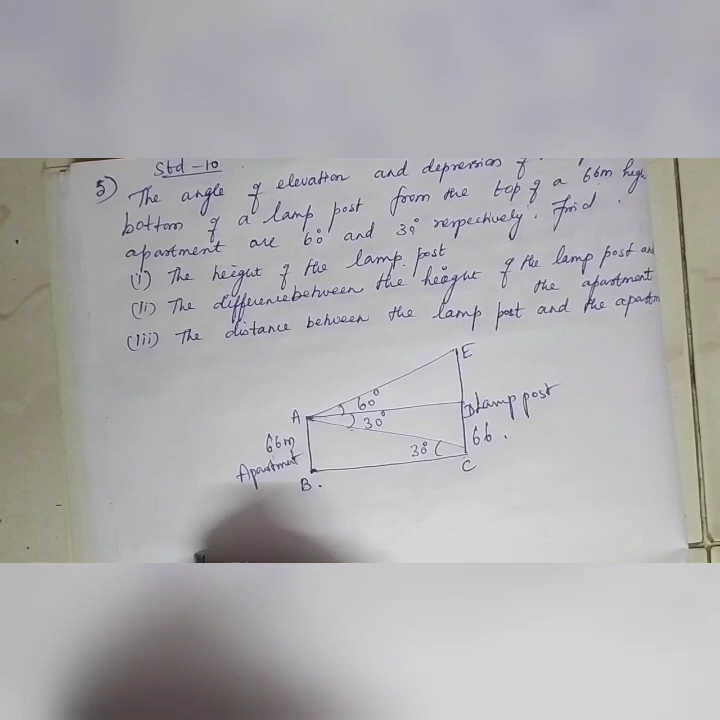 Std - 10
5) The angle of elevation and depression of
bottom of a lamp post from the top of a 66m high
apartment are 60° and 30° respectively. Find.
(i) The height of the lamp post
(ii) The difference between the height of the lamp post and
the apartment
(iii) The distance between the lamp post and the apartm
E
60°
A
30°
D Lamp post
66m
66.
Apartment
30°
C
B.